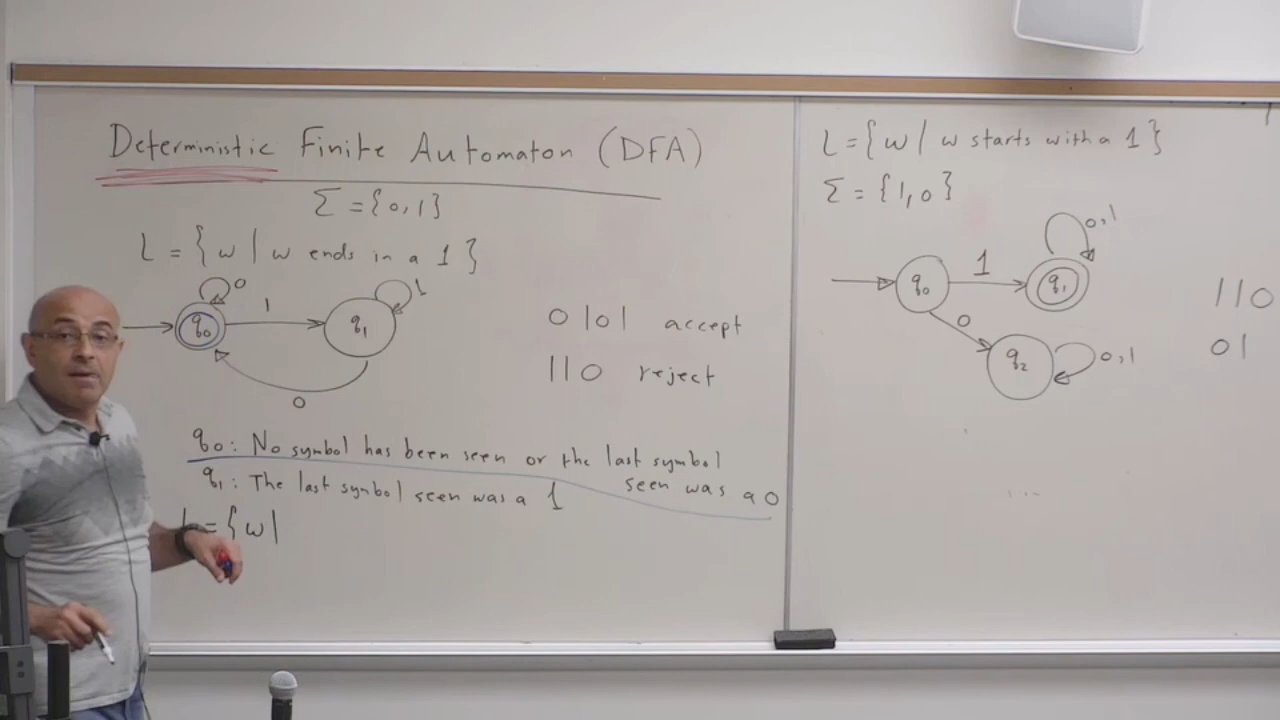 Deterministic Finite Automaton (DFA)
Σ = {0,1}
L = {w | w ends in a 1}
0
1
1
q0
q1
0
0101 accept
110 reject
q0: No symbol has been seen or the last symbol
seen was a 0
q1: The last symbol seen was a 1
L = {w|
L = {w | w starts with a 1}
Σ = {1,0}
0,1
1
q0
q1
0
q2
0,1
110
01